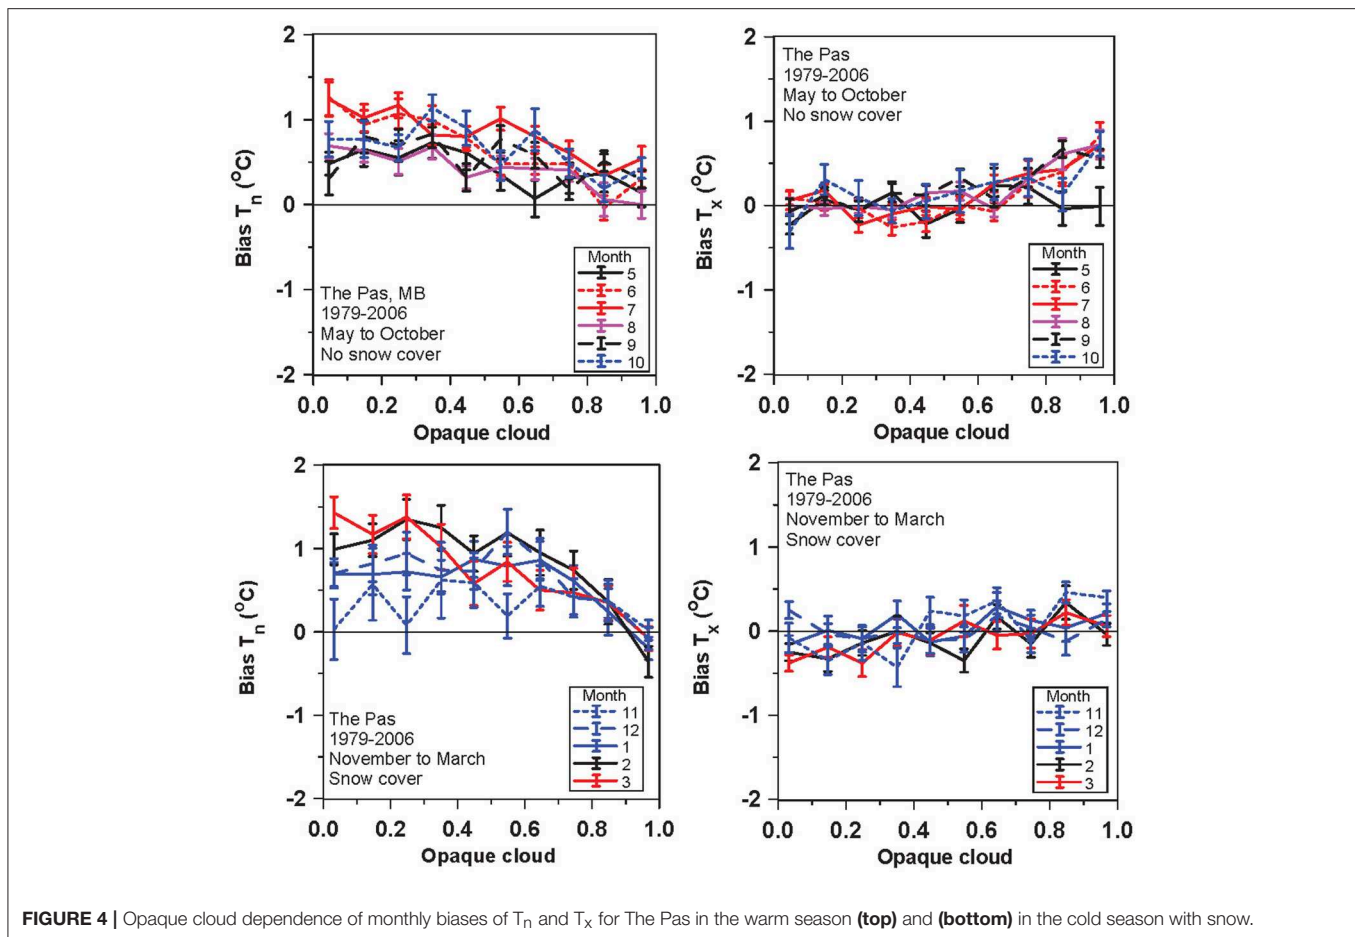 2
1
0
-1
-2
Bias Tn (°C)
The Pas, MB
1979-2006
May to October
No snow cover
Month
5
6
7
8
9
10
0.0 0.2 0.4 0.6 0.8 1.0
Opaque cloud
2
1
0
-1
-2
Bias Tx (°C)
The Pas
1979-2006
May to October
No snow cover
Month
5
6
7
8
9
10
0.0 0.2 0.4 0.6 0.8 1.0
Opaque cloud
2
1
0
-1
-2
Bias Tn (°C)
The Pas
1979-2006
November to March
Snow cover
Month
11
12
1
2
3
0.0 0.2 0.4 0.6 0.8 1.0
Opaque cloud
2
1
0
-1
-2
Bias Tx (°C)
The Pas
1979-2006
November to March
Snow cover
Month
11
12
1
2
3
0.0 0.2 0.4 0.6 0.8 1.0
Opaque cloud
FIGURE 4 | Opaque cloud dependence of monthly biases of Tn and Tx for The Pas in the warm season (top) and (bottom) in the cold season with snow.